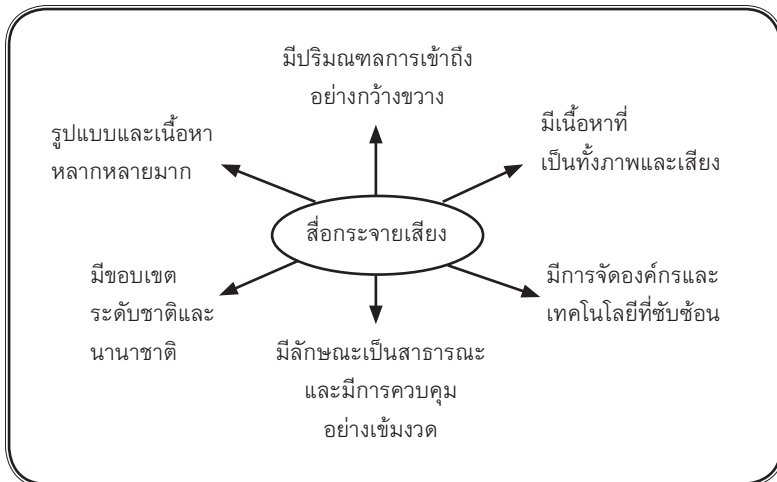 มีปริมณฑลการเข้าถึง
อย่างกว้างขวาง
รูปแบบและเนื้อหา
หลากหลายมาก
มีเนื้อหาที่
เป็นทั้งภาพและเสียง
สื่อกระจายเสียง
มีขอบเขต
ระดับชาติและ
นานาชาติ
มีลักษณะเป็นสาธารณะ
และมีการควบคุม
อย่างเข้มงวด
มีการจัดองค์กรและ
เทคโนโลยีที่ซับซ้อน